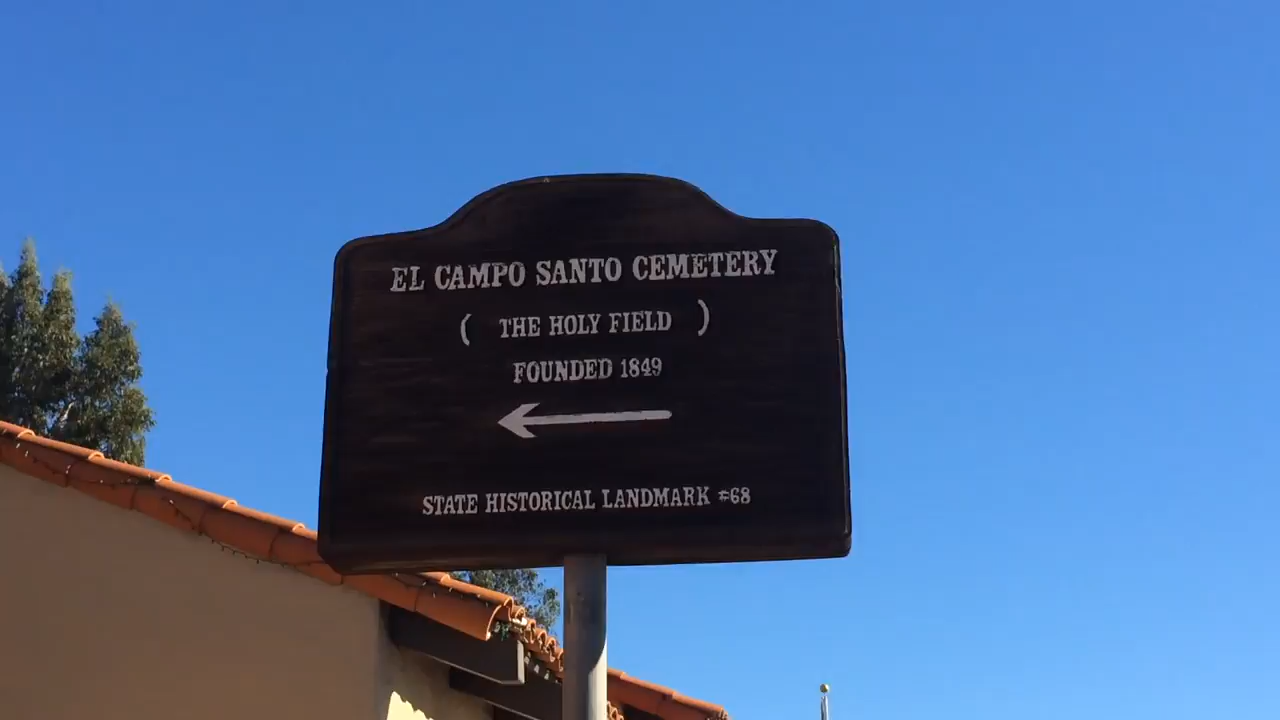 EL CAMPO SANTO CEMETERY
( THE HOLY FIELD )
FOUNDED 1849
STATE HISTORICAL LANDMARK #68